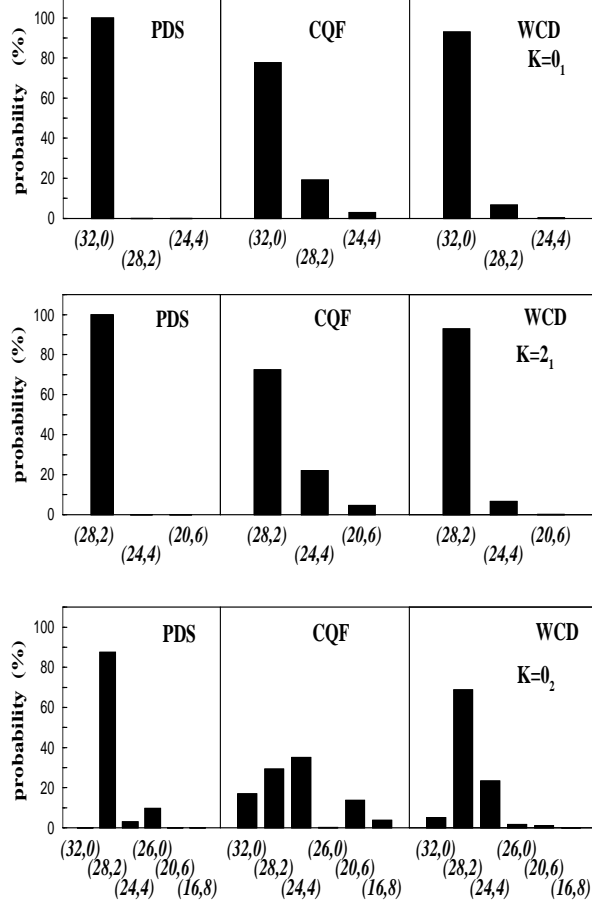 PDS CQF WCD
K=0₁
probability (%)
100
80
60
40
20
0
(32,0) (24,4) (32,0) (24,4) (32,0) (24,4)
(28,2) (28,2) (28,2)
PDS CQF WCD
K=2₁
probability (%)
100
80
60
40
20
0
(28,2) (20,6) (28,2) (20,6) (28,2) (20,6)
(24,4) (24,4) (24,4)
PDS CQF WCD
K=0₂
probability (%)
100
80
60
40
20
0
(32,0) (26,0) (32,0) (26,0) (32,0) (26,0)
(28,2) (20,6) (28,2) (20,6) (28,2) (20,6)
(24,4) (16,8) (24,4) (16,8) (24,4) (16,8)